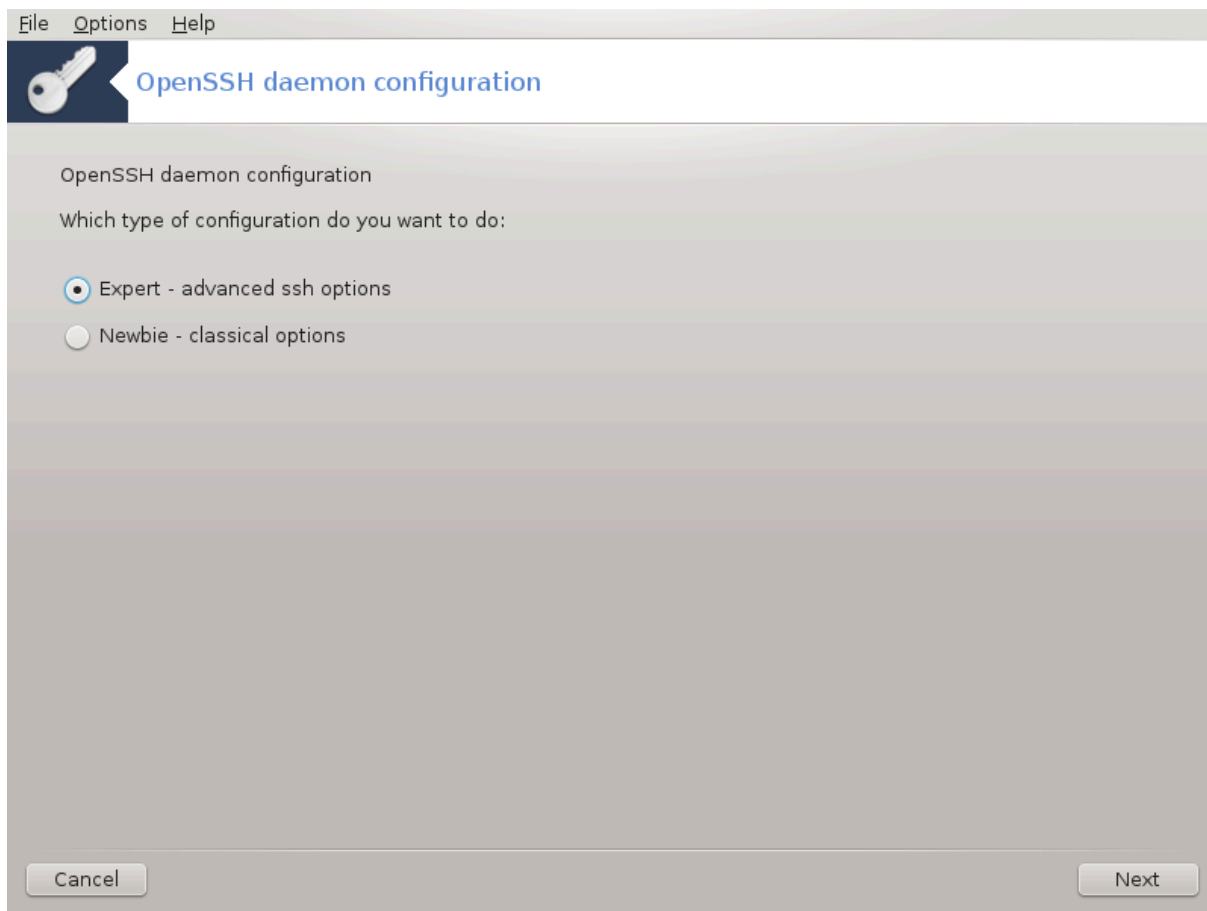 File Options Help
OpenSSH daemon configuration
OpenSSH daemon configuration
Which type of configuration do you want to do:
Expert - advanced ssh options
Newbie - classical options
Cancel Next